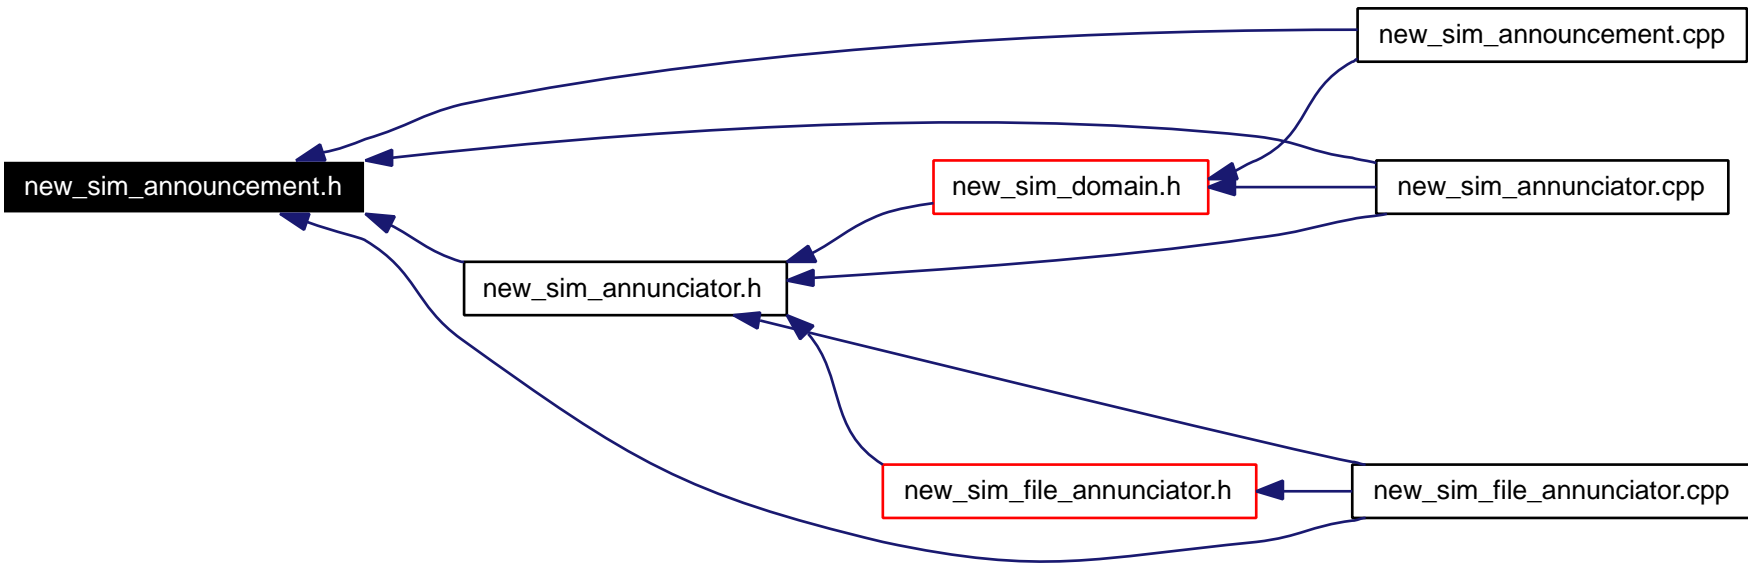 new_sim_announcement.cpp
new_sim_announcement.h
new_sim_domain.h
new_sim_annunciator.cpp
new_sim_annunciator.h
new_sim_file_annunciator.h
new_sim_file_annunciator.cpp